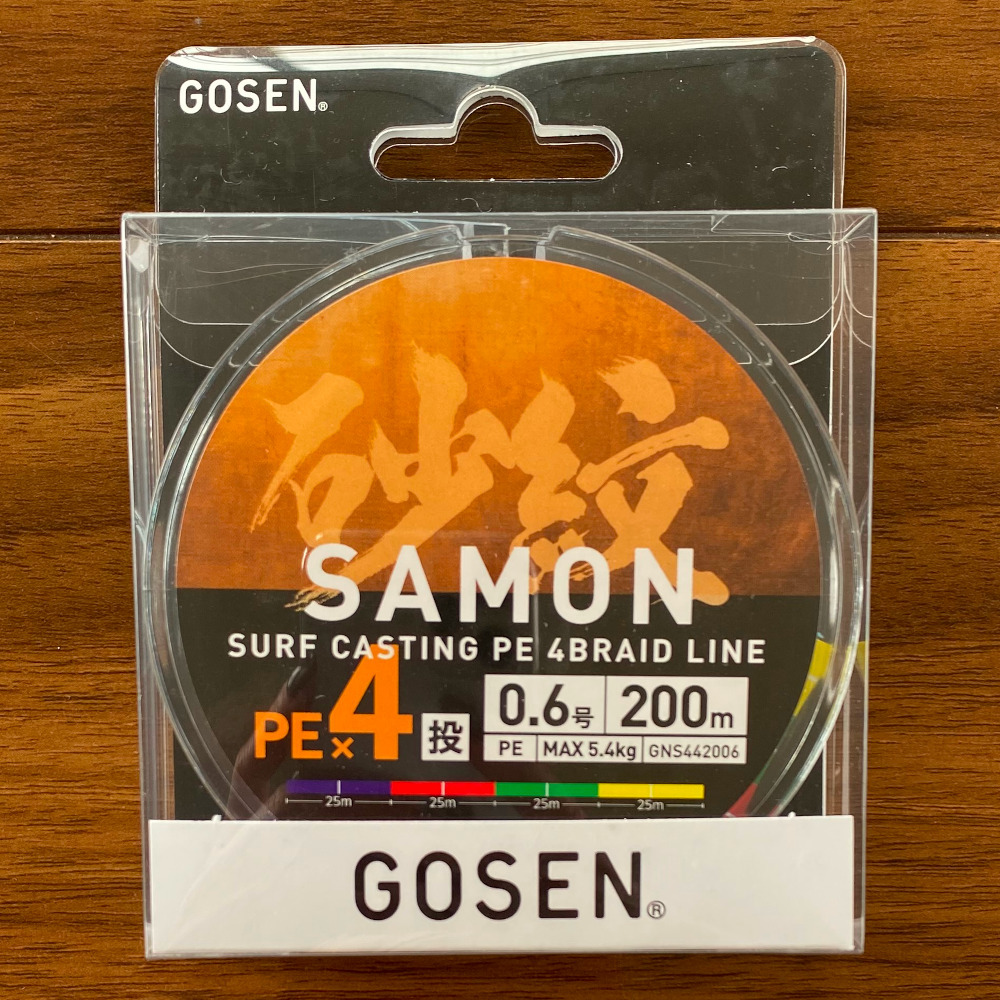 GOSEN®
砂紋
SAMON
SURF CASTING PE 4BRAID LINE
PE×4 投
0.6号 200m
PE MAX 5.4kg GNS442006
25m 25m 25m 25m
GOSEN®